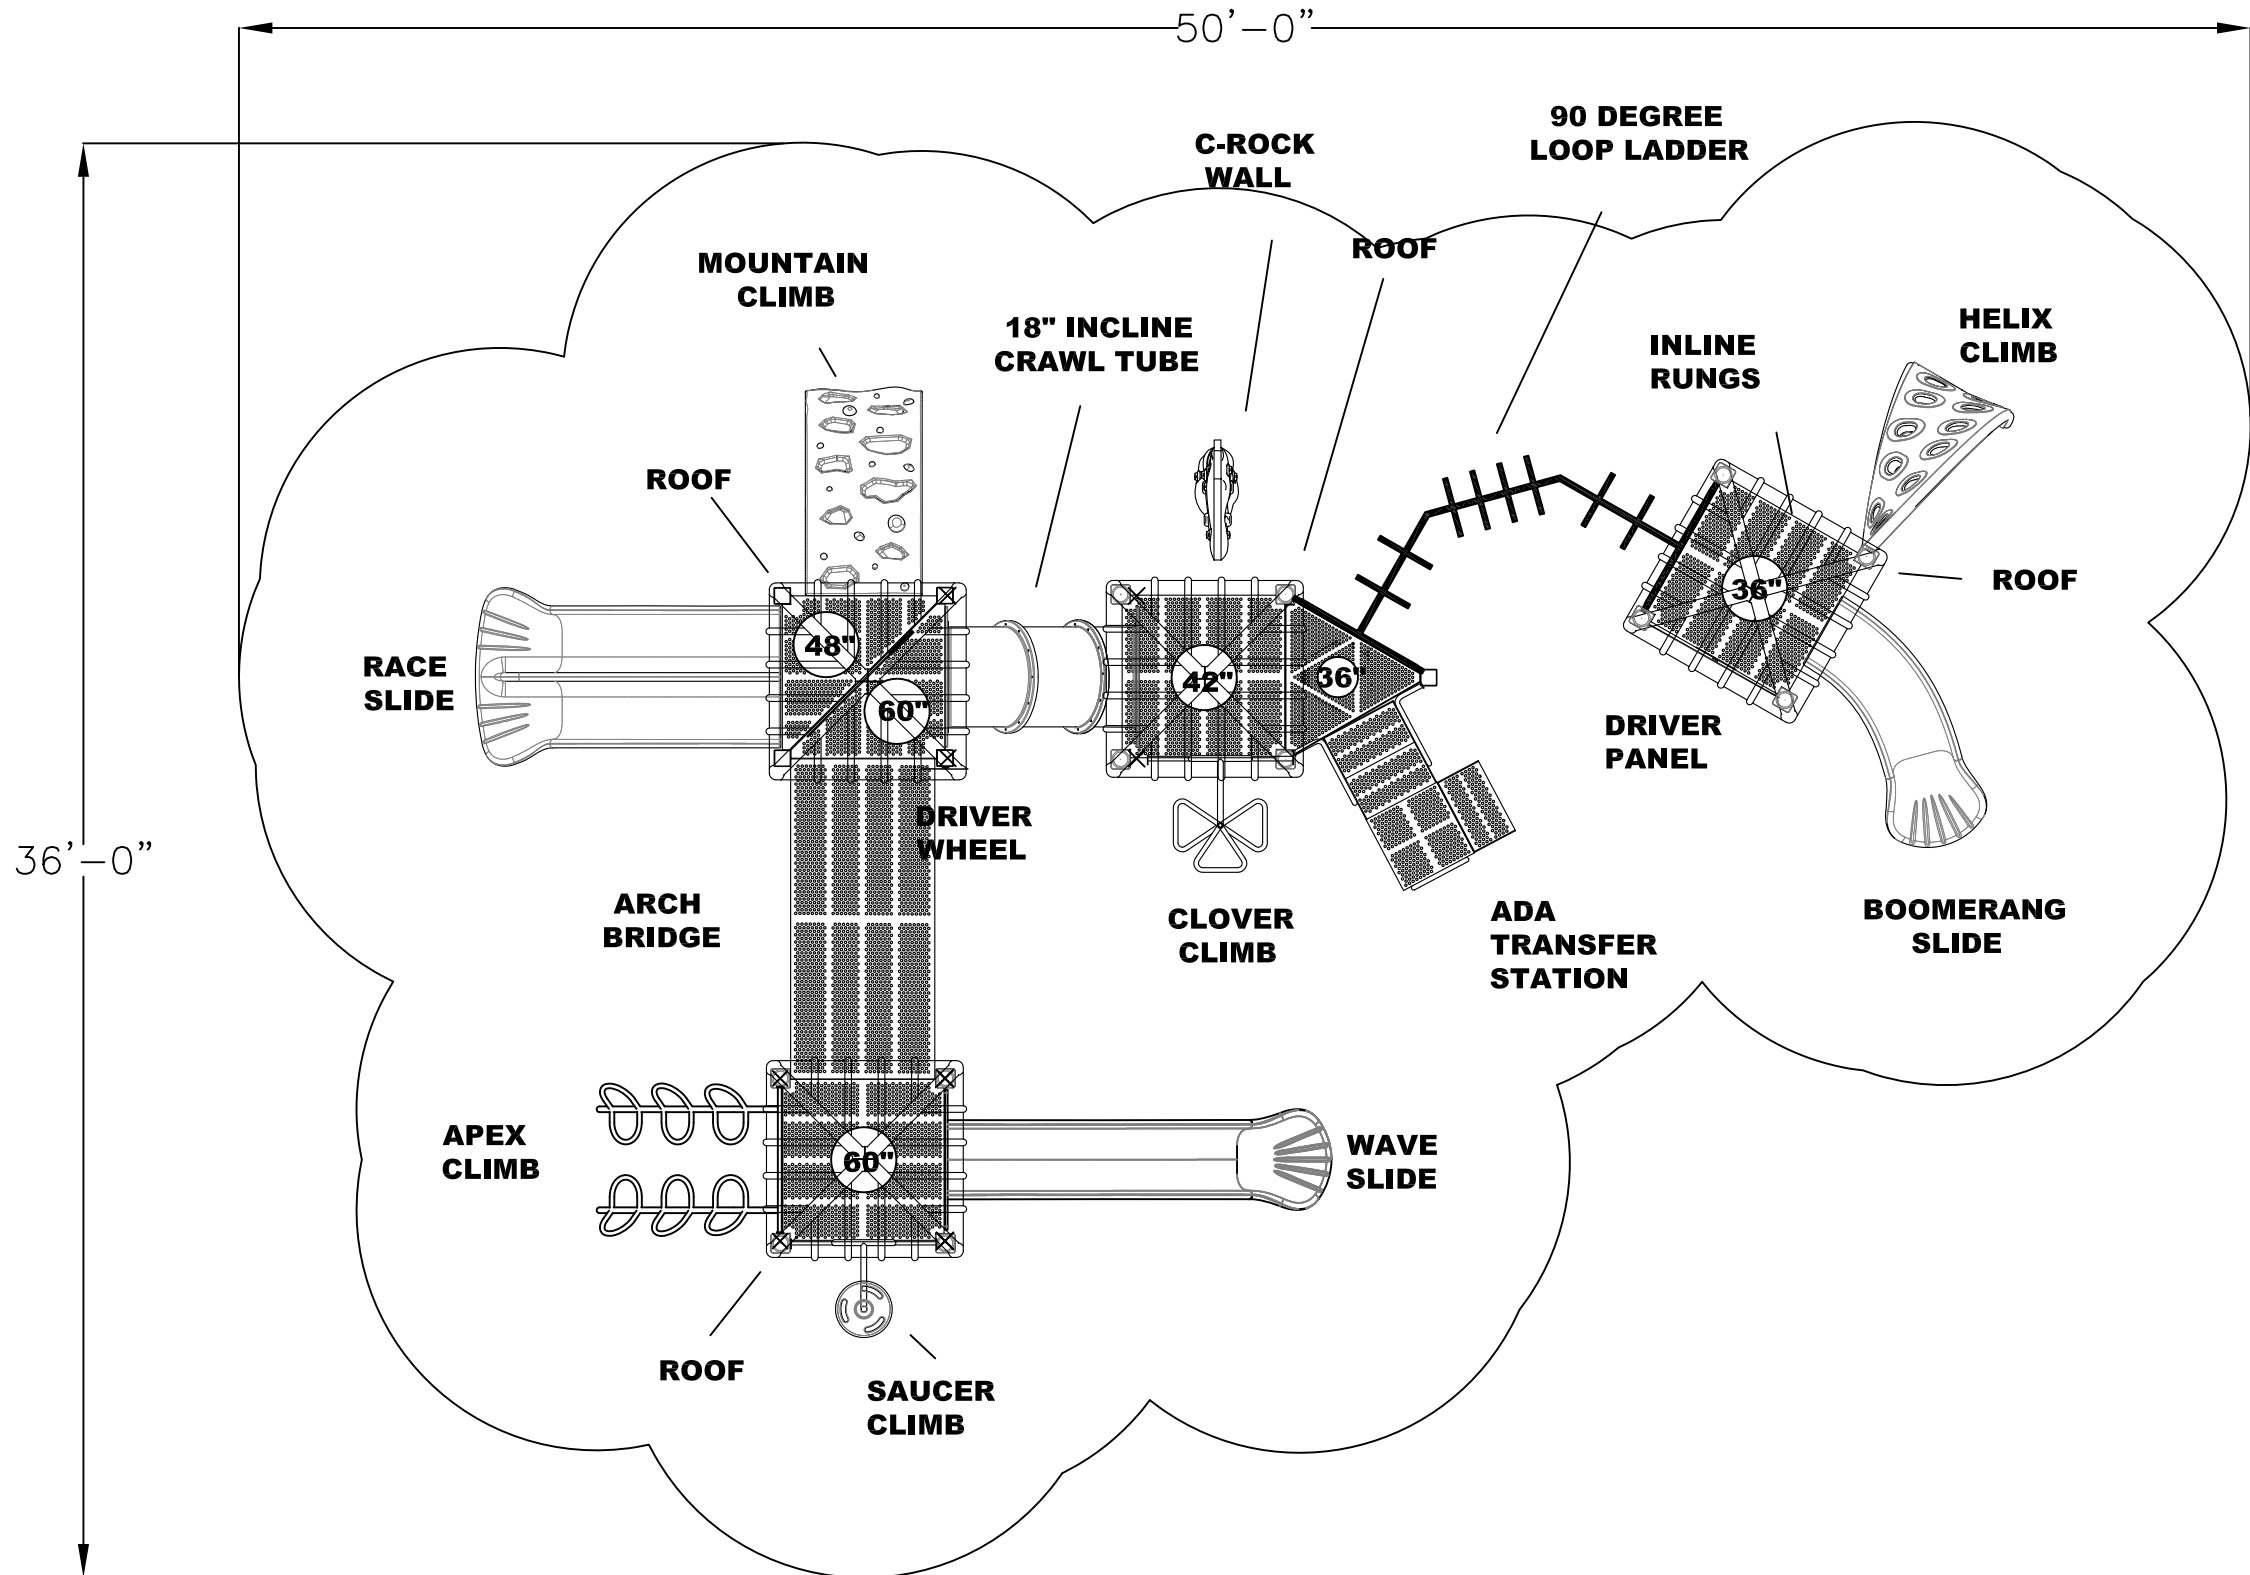 50'-0"
90 DEGREE
LOOP LADDER
C-ROCK
WALL
ROOF
MOUNTAIN
CLIMB
18" INCLINE
CRAWL TUBE
HELIX
CLIMB
INLINE
RUNGS
ROOF
36"
ROOF
48"
RACE
SLIDE
42"
36"
60"
DRIVER
PANEL
DRIVER
WHEEL
36'-0"
ARCH
BRIDGE
CLOVER
CLIMB
ADA
TRANSFER
STATION
BOOMERANG
SLIDE
APEX
CLIMB
60"
WAVE
SLIDE
ROOF
SAUCER
CLIMB